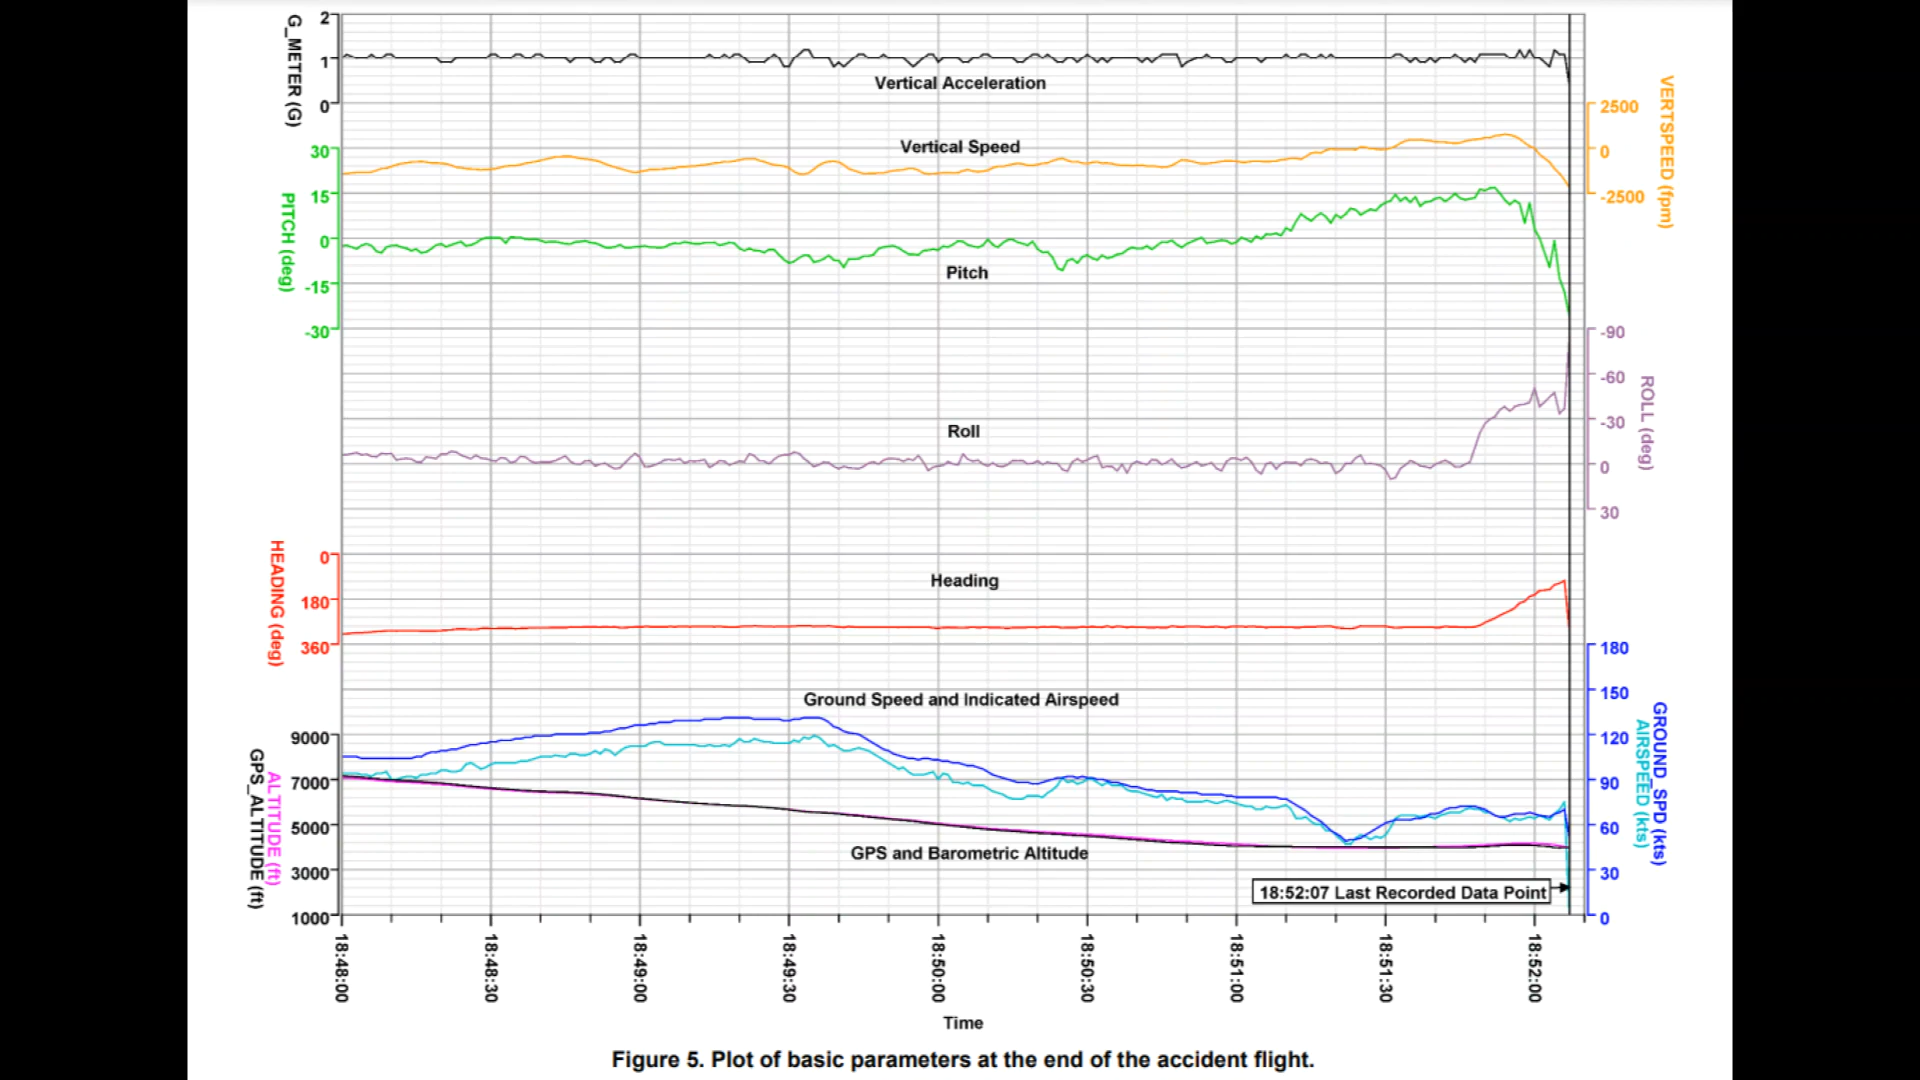 G_METER (G)
2
1
0
Vertical Acceleration
VERTSPEED (fpm)
2500
0
-2500
Vertical Speed
PITCH (deg)
30
15
0
-15
-30
Pitch
ROLL (deg)
-90
-60
-30
0
30
Roll
HEADING (deg)
0
180
360
Heading
GROUND_SPD (kts)
AIRSPEED (kts)
180
150
120
90
60
30
0
Ground Speed and Indicated Airspeed
ALTITUDE (ft)
GPS_ALTITUDE (ft)
9000
7000
5000
3000
1000
GPS and Barometric Altitude
18:52:07 Last Recorded Data Point
18:48:00
18:48:30
18:49:00
18:49:30
18:50:00
18:50:30
18:51:00
18:51:30
18:52:00
Time
Figure 5. Plot of basic parameters at the end of the accident flight.